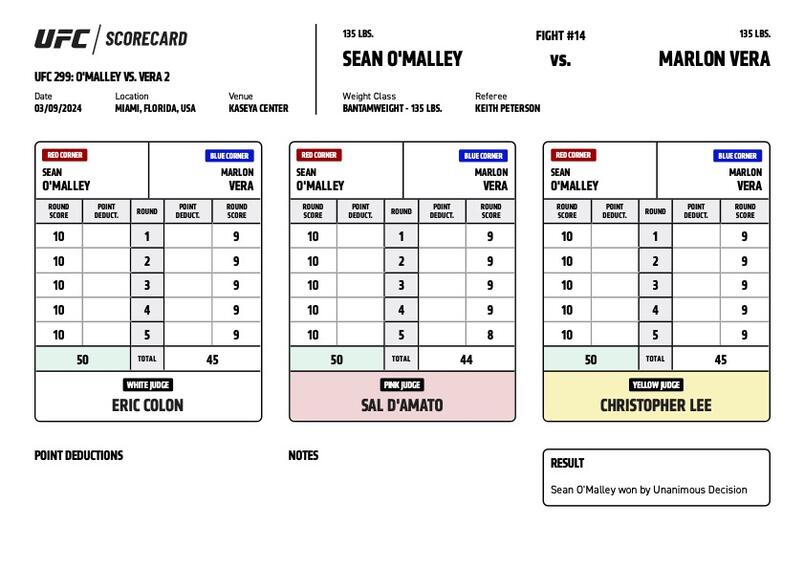 UFC / SCORECARD
UFC 299: O'MALLEY VS. VERA 2
Date Location Venue
03/09/2024 MIAMI, FLORIDA, USA KASEYA CENTER
135 LBS. FIGHT #14 135 LBS.
SEAN O'MALLEY vs. MARLON VERA
Weight Class Referee
BANTAMWEIGHT - 135 LBS. KEITH PETERSON
RED CORNER BLUE CORNER
SEAN MARLON
O'MALLEY VERA
ROUND POINT ROUND ROUND
SCORE DEDUCT. SCORE
10 1 9
10 2 9
10 3 9
10 4 9
10 5 9
50 TOTAL 45
WHITE JUDGE
ERIC COLON
RED CORNER BLUE CORNER
SEAN MARLON
O'MALLEY VERA
ROUND POINT ROUND POINT ROUND
SCORE DEDUCT. DEDUCT. SCORE
10 1 9
10 2 9
10 3 9
10 4 9
10 5 8
50 TOTAL 44
PINK JUDGE
SAL D'AMATO
RED CORNER BLUE CORNER
SEAN MARLON
O'MALLEY VERA
ROUND POINT ROUND POINT ROUND
SCORE DEDUCT. DEDUCT. SCORE
10 1 9
10 2 9
10 3 9
10 4 9
10 5 9
50 TOTAL 45
YELLOW JUDGE
CHRISTOPHER LEE
POINT DEDUCTIONS
NOTES
RESULT
Sean O'Malley won by Unanimous Decision